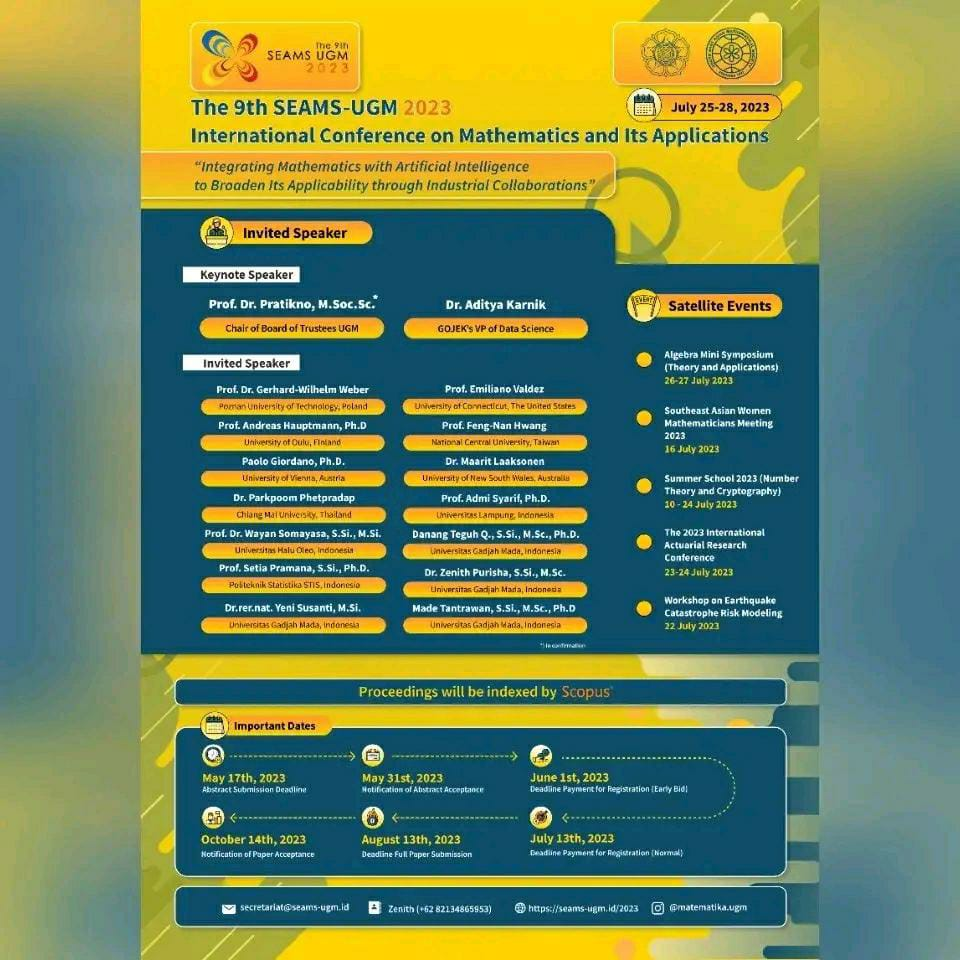 The 9th
SEAMS UGM
2023
The 9th SEAMS-UGM 2023
July 25-28, 2023
International Conference on Mathematics and Its Applications
"Integrating Mathematics with Artificial Intelligence
to Broaden Its Applicability through Industrial Collaborations"
Invited Speaker
Keynote Speaker
Prof. Dr. Pratikno, M.Soc.Sc.*
Chair of Board of Trustees UGM
Dr. Aditya Karnik
GOJEK's VP of Data Science
Invited Speaker
Prof. Dr. Gerhard-Wilhelm Weber
Poznan University of Technology, Poland
Prof. Emiliano Valdez
University of Connecticut, The United States
Prof. Andreas Hauptmann, Ph.D
University of Oulu, Finland
Prof. Feng-Nan Hwang
National Central University, Taiwan
Paolo Giordano, Ph.D.
University of Vienna, Austria
Dr. Maarit Laaksonen
University of New South Wales, Australia
Dr. Parkpoom Phetpradap
Chiang Mai University, Thailand
Prof. Admi Syarif, Ph.D.
Universitas Lampung, Indonesia
Prof. Dr. Wayan Somayasa, S.Si., M.Si.
Universitas Halu Oleo, Indonesia
Danang Teguh Q., S.Si., M.Sc., Ph.D.
Universitas Gadjah Mada, Indonesia
Prof. Setia Pramana, S.Si., Ph.D.
Politeknik Statistika STIS, Indonesia
Dr. Zenith Purisha, S.Si., M.Sc.
Universitas Gadjah Mada, Indonesia
Dr.rer.nat. Yeni Susanti, M.Si.
Universitas Gadjah Mada, Indonesia
Made Tantrawan, S.Si., M.Sc., Ph.D
Universitas Gadjah Mada, Indonesia
*) In confirmation
EVENT
Satellite Events
Algebra Mini Symposium
(Theory and Applications)
26-27 July 2023
Southeast Asian Women
Mathematicians Meeting
2023
16 July 2023
Summer School 2023 (Number
Theory and Cryptography)
10 - 24 July 2023
The 2023 International
Actuarial Research
Conference
23-24 July 2023
Workshop on Earthquake
Catastrophe Risk Modeling
22 July 2023
Proceedings will be indexed by Scopus®
Important Dates
May 17th, 2023
Abstract Submission Deadline
May 31st, 2023
Notification of Abstract Acceptance
June 1st, 2023
Deadline Payment for Registration (Early Bid)
October 14th, 2023
Notification of Paper Acceptance
August 13th, 2023
Deadline Full Paper Submission
July 13th, 2023
Deadline Payment for Registration (Normal)
secretariat@seams-ugm.id
Zenith (+62 82134865953)
https://seams-ugm.id/2023
@matematika.ugm